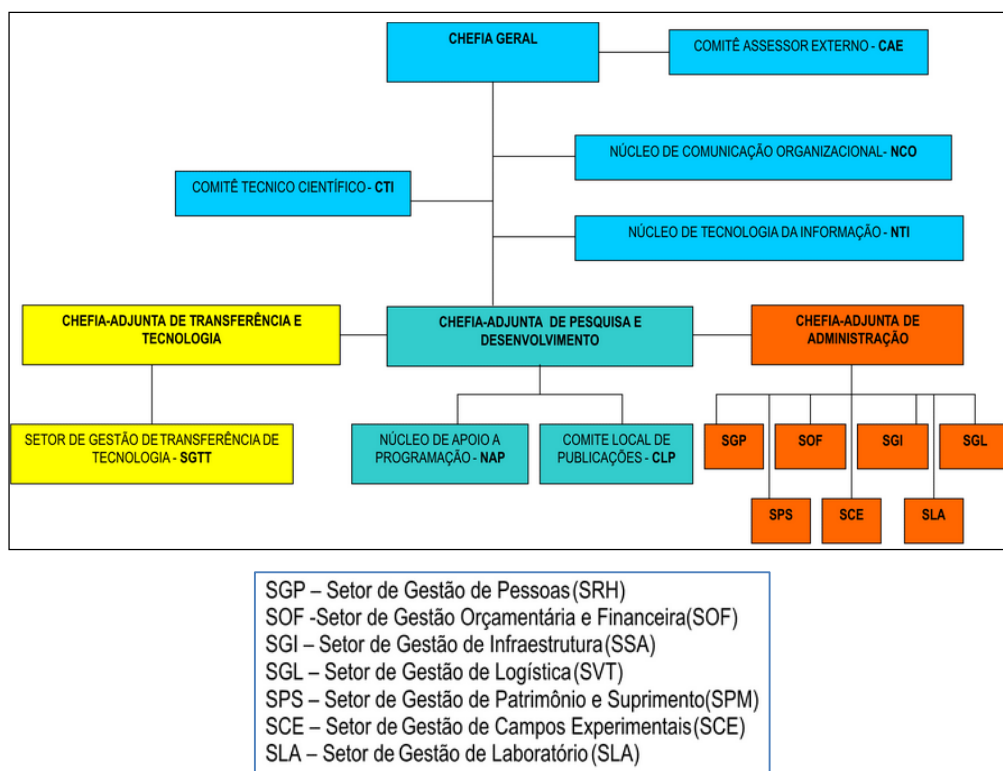 CHEFIA GERAL
COMITÊ ASSESSOR EXTERNO - CAE
NÚCLEO DE COMUNICAÇÃO ORGANIZACIONAL- NCO
COMITÊ TECNICO CIENTÍFICO - CTI
NÚCLEO DE TECNOLOGIA DA INFORMAÇÃO - NTI
CHEFIA-ADJUNTA DE TRANSFERÊNCIA E
TECNOLOGIA
CHEFIA-ADJUNTA DE PESQUISA E
DESENVOLVIMENTO
CHEFIA-ADJUNTA DE
ADMINISTRAÇÃO
SETOR DE GESTÃO DE TRANSFERÊNCIA DE
TECNOLOGIA - SGTT
NÚCLEO DE APOIO A
PROGRAMAÇÃO - NAP
COMITE LOCAL DE
PUBLICAÇÕES - CLP
SGP
SOF
SGI
SGL
SPS
SCE
SLA
SGP – Setor de Gestão de Pessoas(SRH)
SOF -Setor de Gestão Orçamentária e Financeira(SOF)
SGI – Setor de Gestão de Infraestrutura(SSA)
SGL – Setor de Gestão de Logística(SVT)
SPS – Setor de Gestão de Patrimônio e Suprimento(SPM)
SCE – Setor de Gestão de Campos Experimentais(SCE)
SLA – Setor de Gestão de Laboratório(SLA)